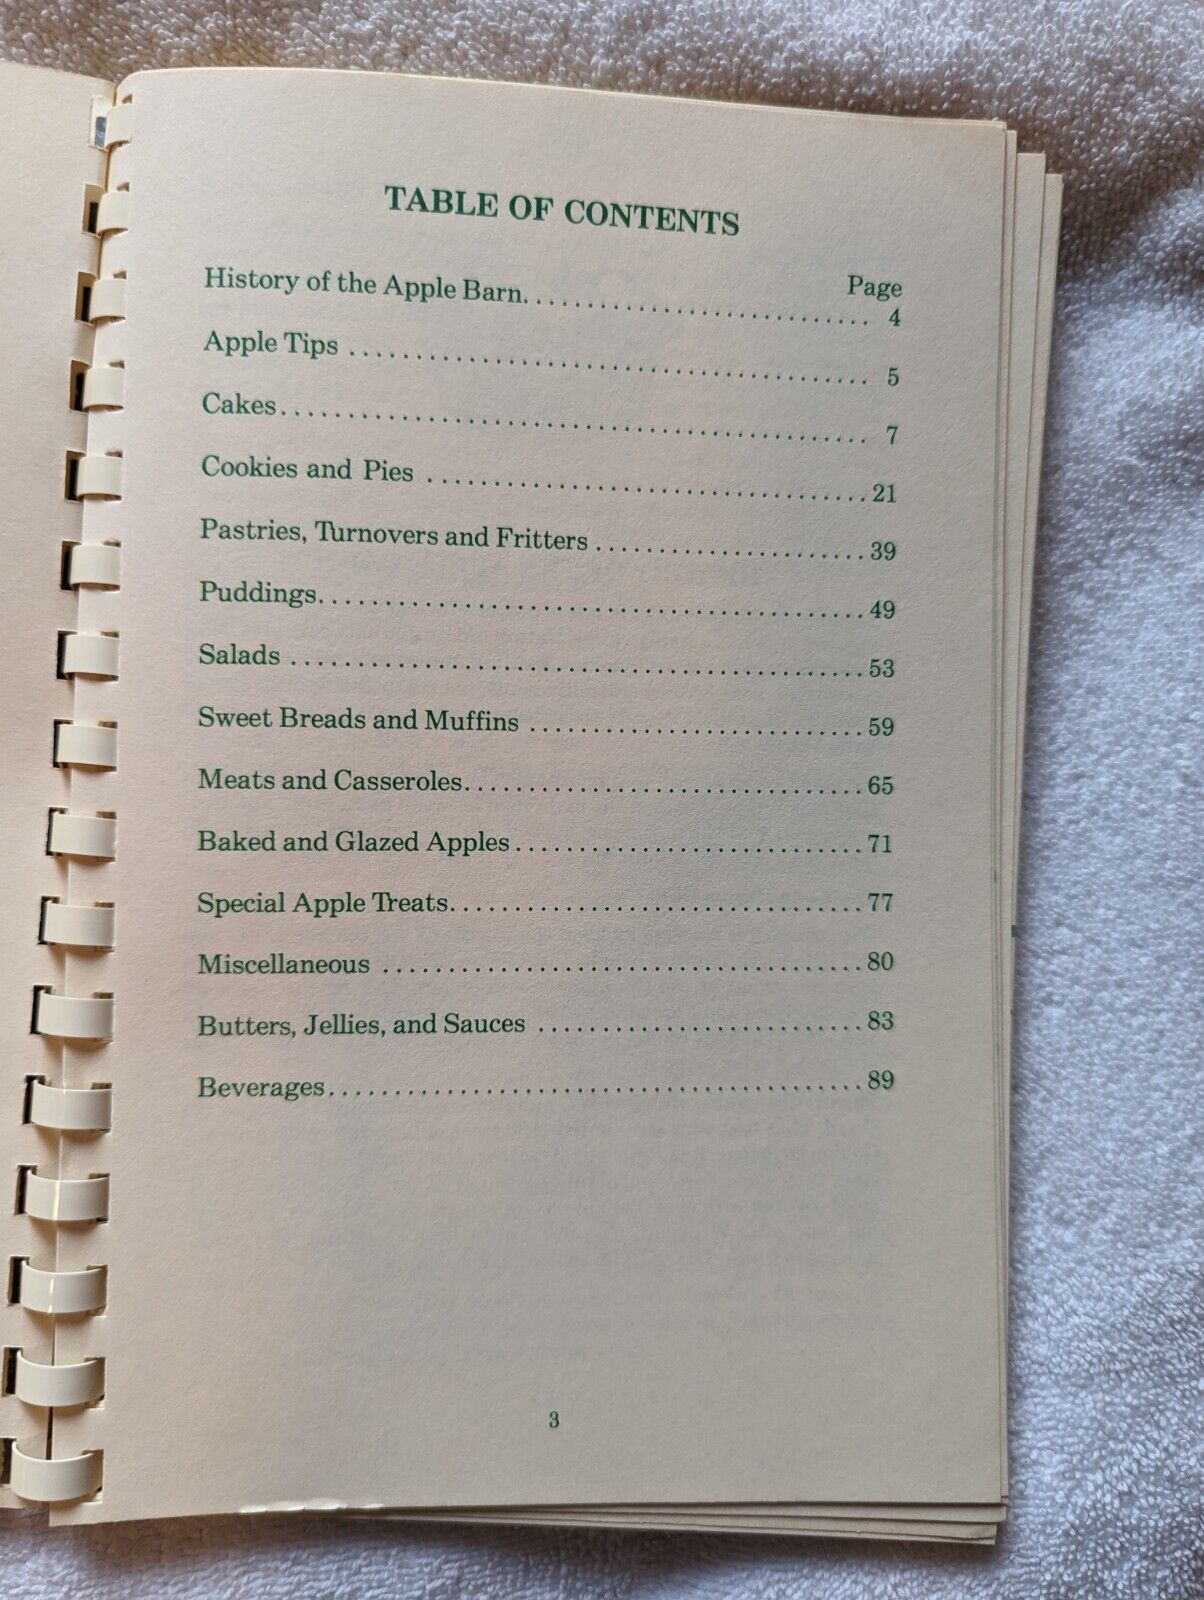 TABLE OF CONTENTS
Page
History of the Apple Barn.............................. 4
Apple Tips ........................................ 5
Cakes............................................. 7
Cookies and Pies ..................................21
Pastries, Turnovers and Fritters .....................39
Puddings..........................................49
Salads ............................................53
Sweet Breads and Muffins ..........................59
Meats and Casseroles...............................65
Baked and Glazed Apples...........................71
Special Apple Treats................................77
Miscellaneous .....................................80
Butters, Jellies, and Sauces .........................83
Beverages.........................................89
3